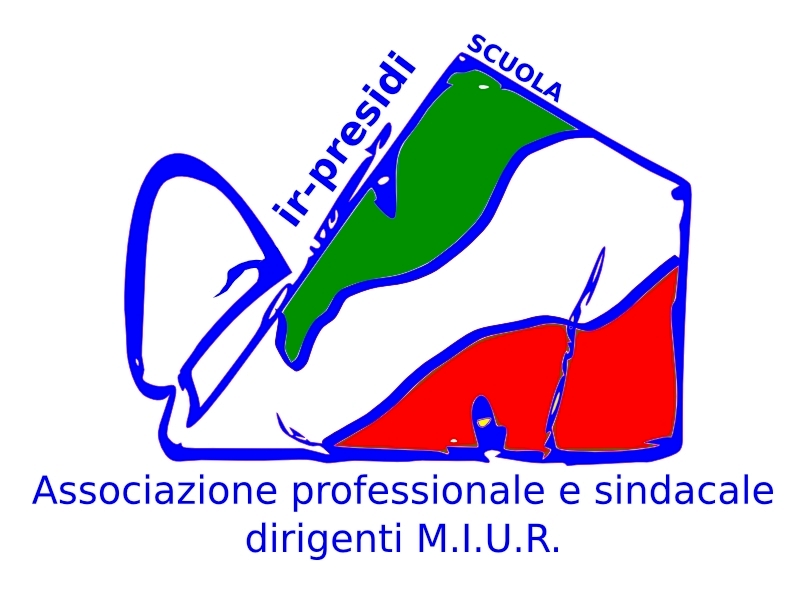 ir-presidi
SCUOLA
Associazione professionale e sindacale
dirigenti M.I.U.R.